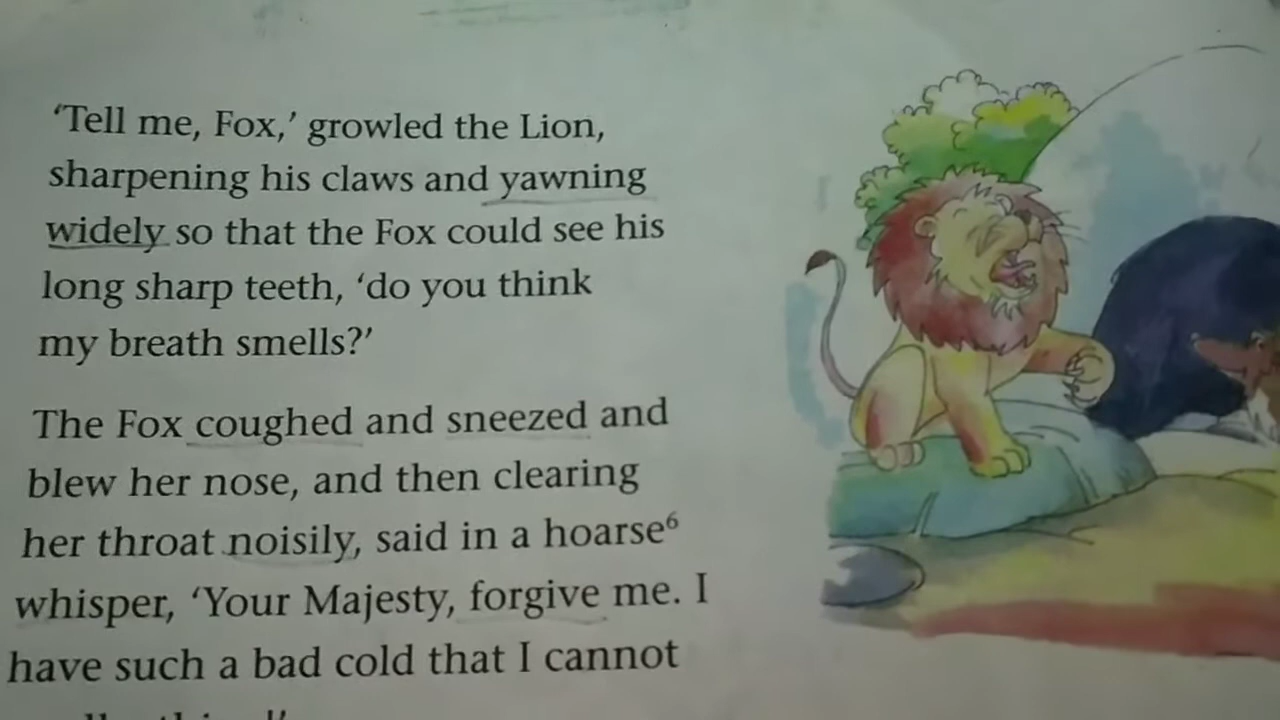 ‘Tell me, Fox,’ growled the Lion,
sharpening his claws and yawning
widely so that the Fox could see his
long sharp teeth, ‘do you think
my breath smells?’
The Fox coughed and sneezed and
blew her nose, and then clearing
her throat noisily, said in a hoarse⁶
whisper, ‘Your Majesty, forgive me. I
have such a bad cold that I cannot